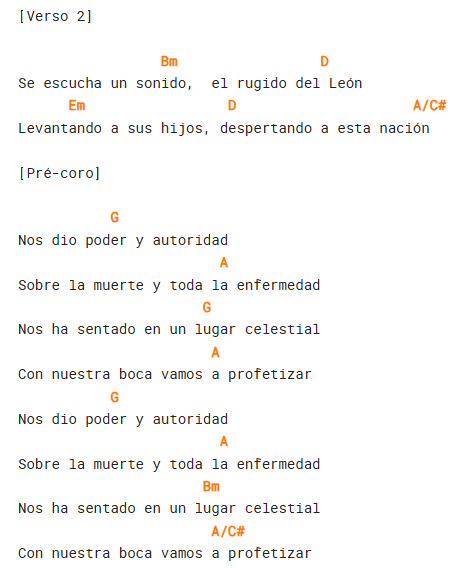 [Verso 2]
Bm D
Se escucha un sonido, el rugido del León
Em D A/C#
Levantando a sus hijos, despertando a esta nación
[Pré-coro]
G
Nos dio poder y autoridad
A
Sobre la muerte y toda la enfermedad
G
Nos ha sentado en un lugar celestial
A
Con nuestra boca vamos a profetizar
G
Nos dio poder y autoridad
A
Sobre la muerte y toda la enfermedad
Bm
Nos ha sentado en un lugar celestial
A/C#
Con nuestra boca vamos a profetizar